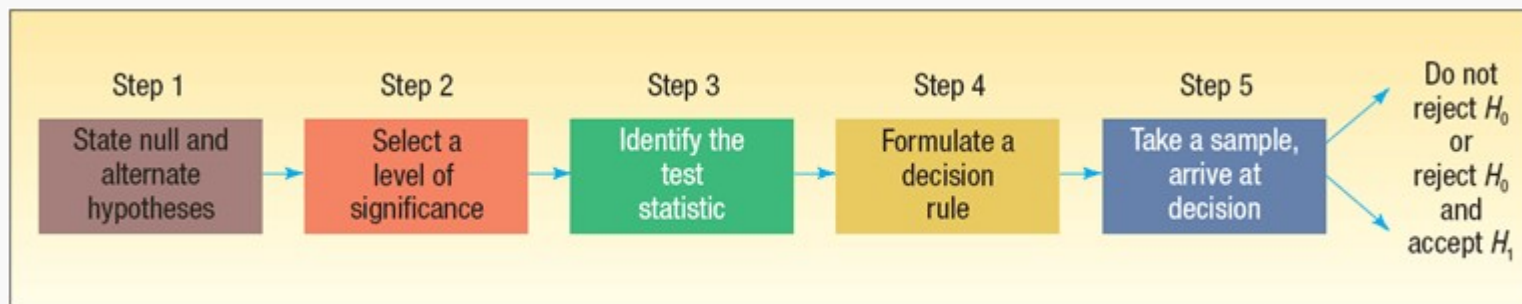 Step 1
State null and
alternate
hypotheses
Step 2
Select a
level of
significance
Step 3
Identify the
test
statistic
Step 4
Formulate a
decision
rule
Step 5
Take a sample,
arrive at
decision
Do not
reject H₀
or
reject H₀
and
accept H₁